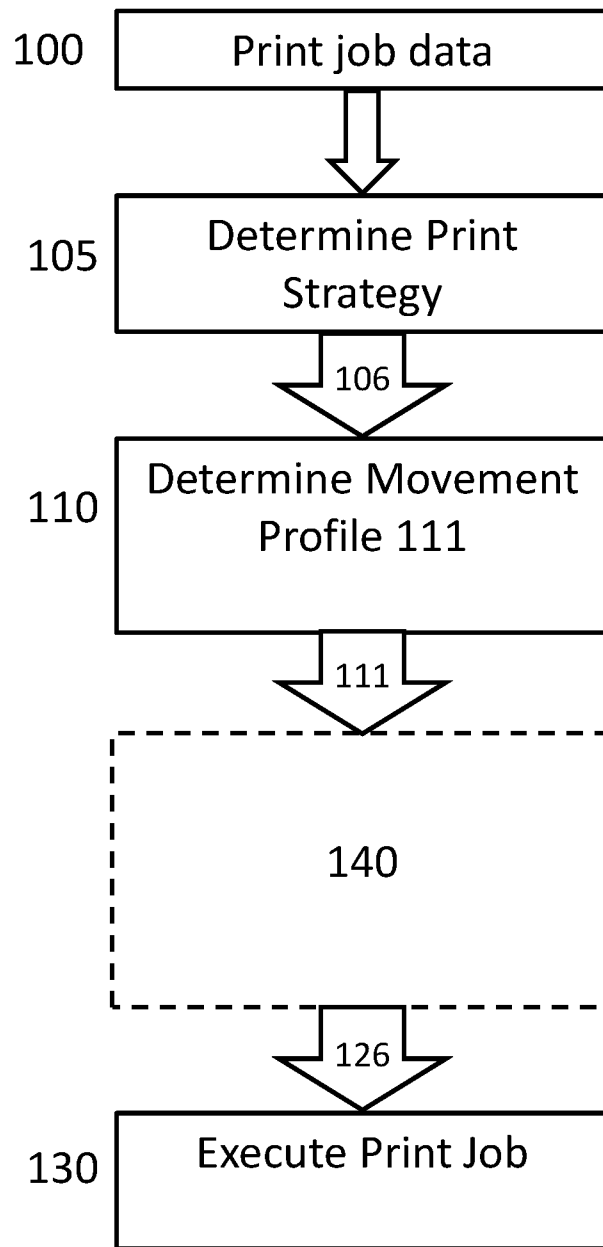 100
Print job data
105
Determine Print
Strategy
106
110
Determine Movement
Profile 111
111
140
126
130
Execute Print Job